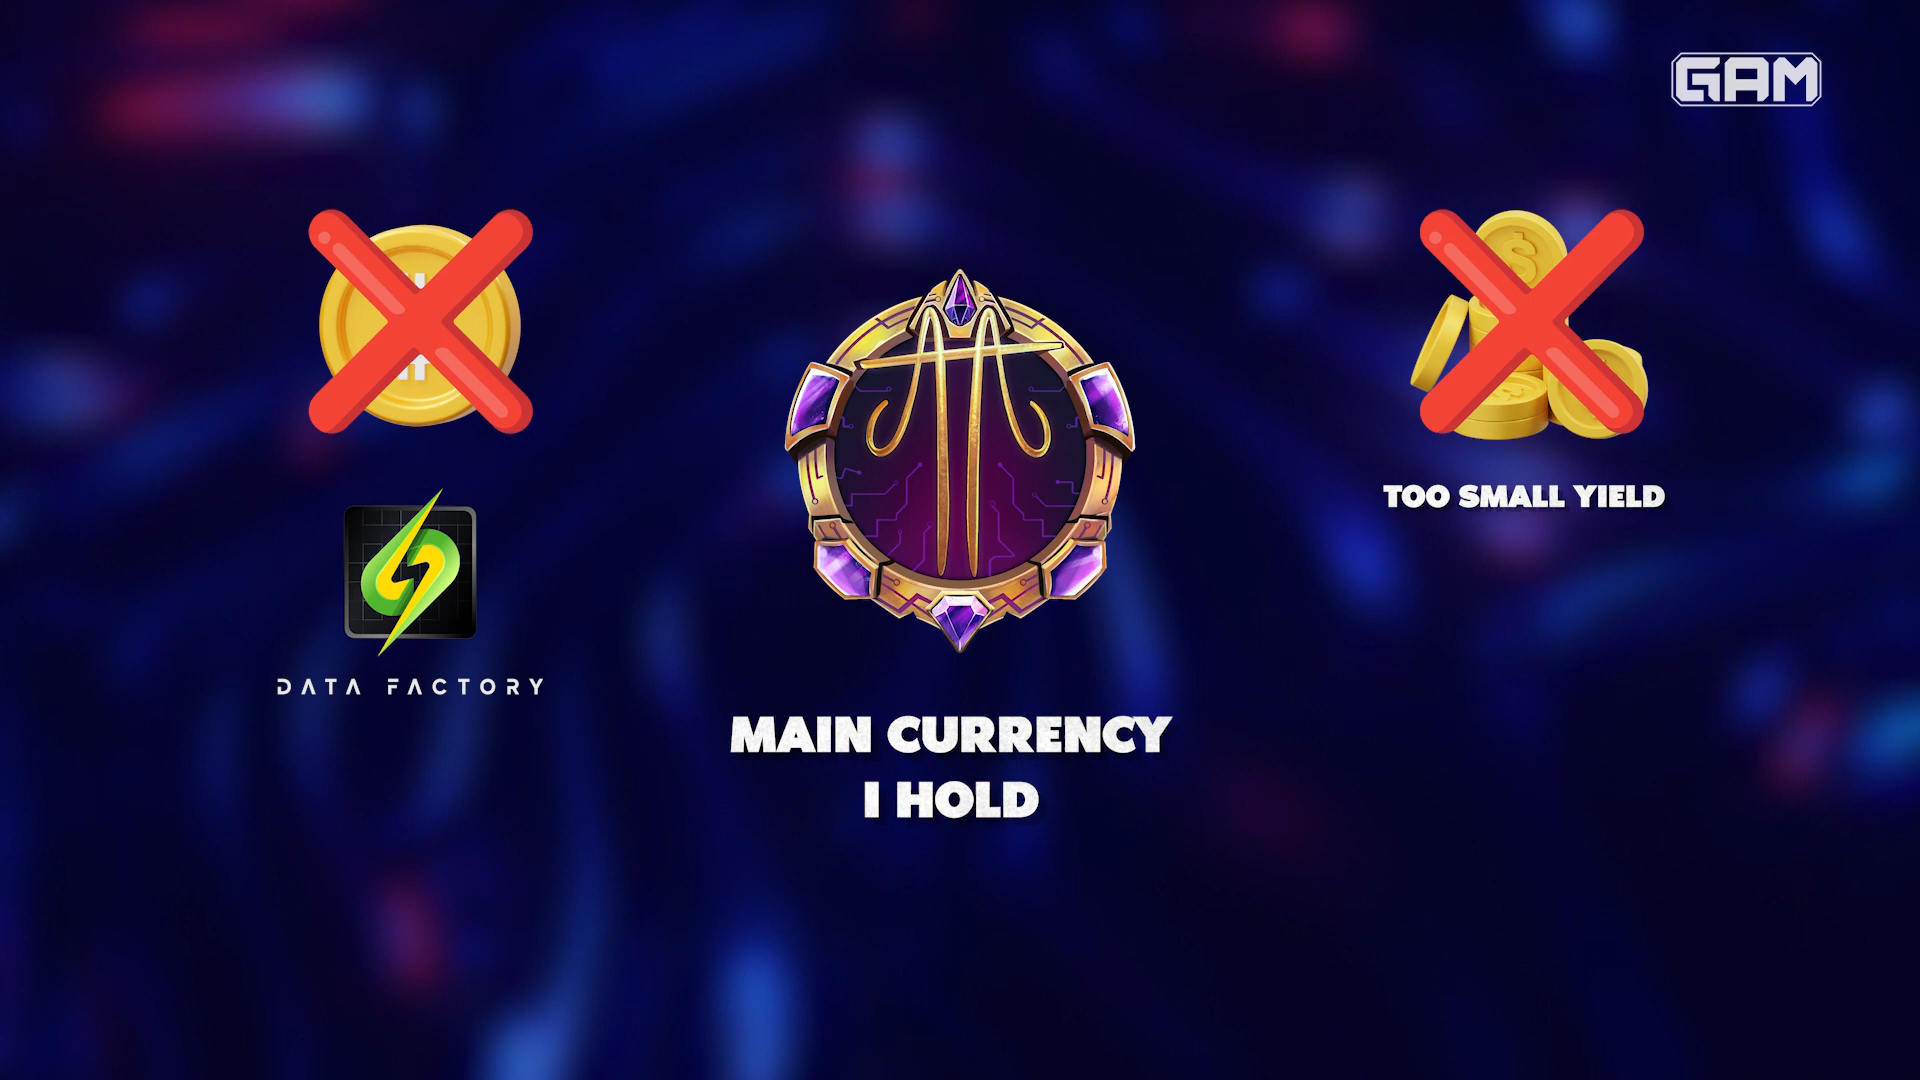 GAM
TOO SMALL YIELD
DATA FACTORY
MAIN CURRENCY
I HOLD